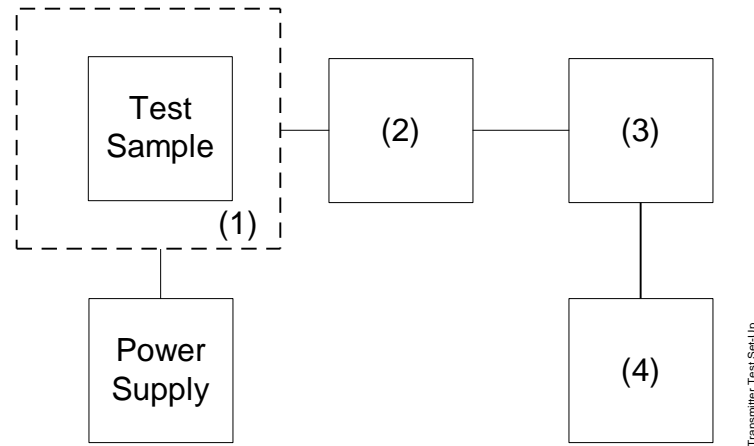 Test
Sample
(1)
(2)
(3)
Power
Supply
(4)
Transmitter Test Set-Up